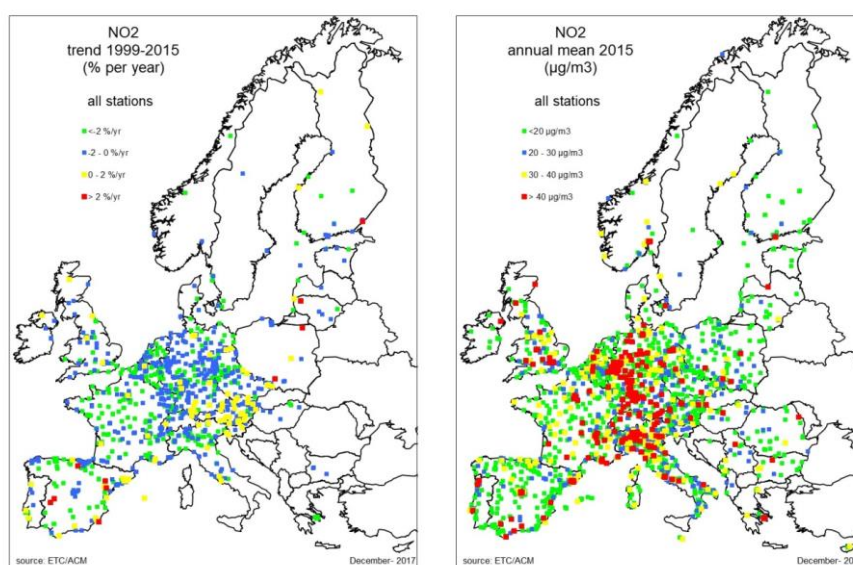 NO2
trend 1999-2015
(% per year)
all stations
<-2 %/yr
-2 - 0 %/yr
0 - 2 %/yr
> 2 %/yr
source: ETC/ACM
December- 2017
NO2
annual mean 2015
(µg/m3)
all stations
<20 µg/m3
20 - 30 µg/m3
30 - 40 µg/m3
> 40 µg/m3
source: ETC/ACM
December- 20